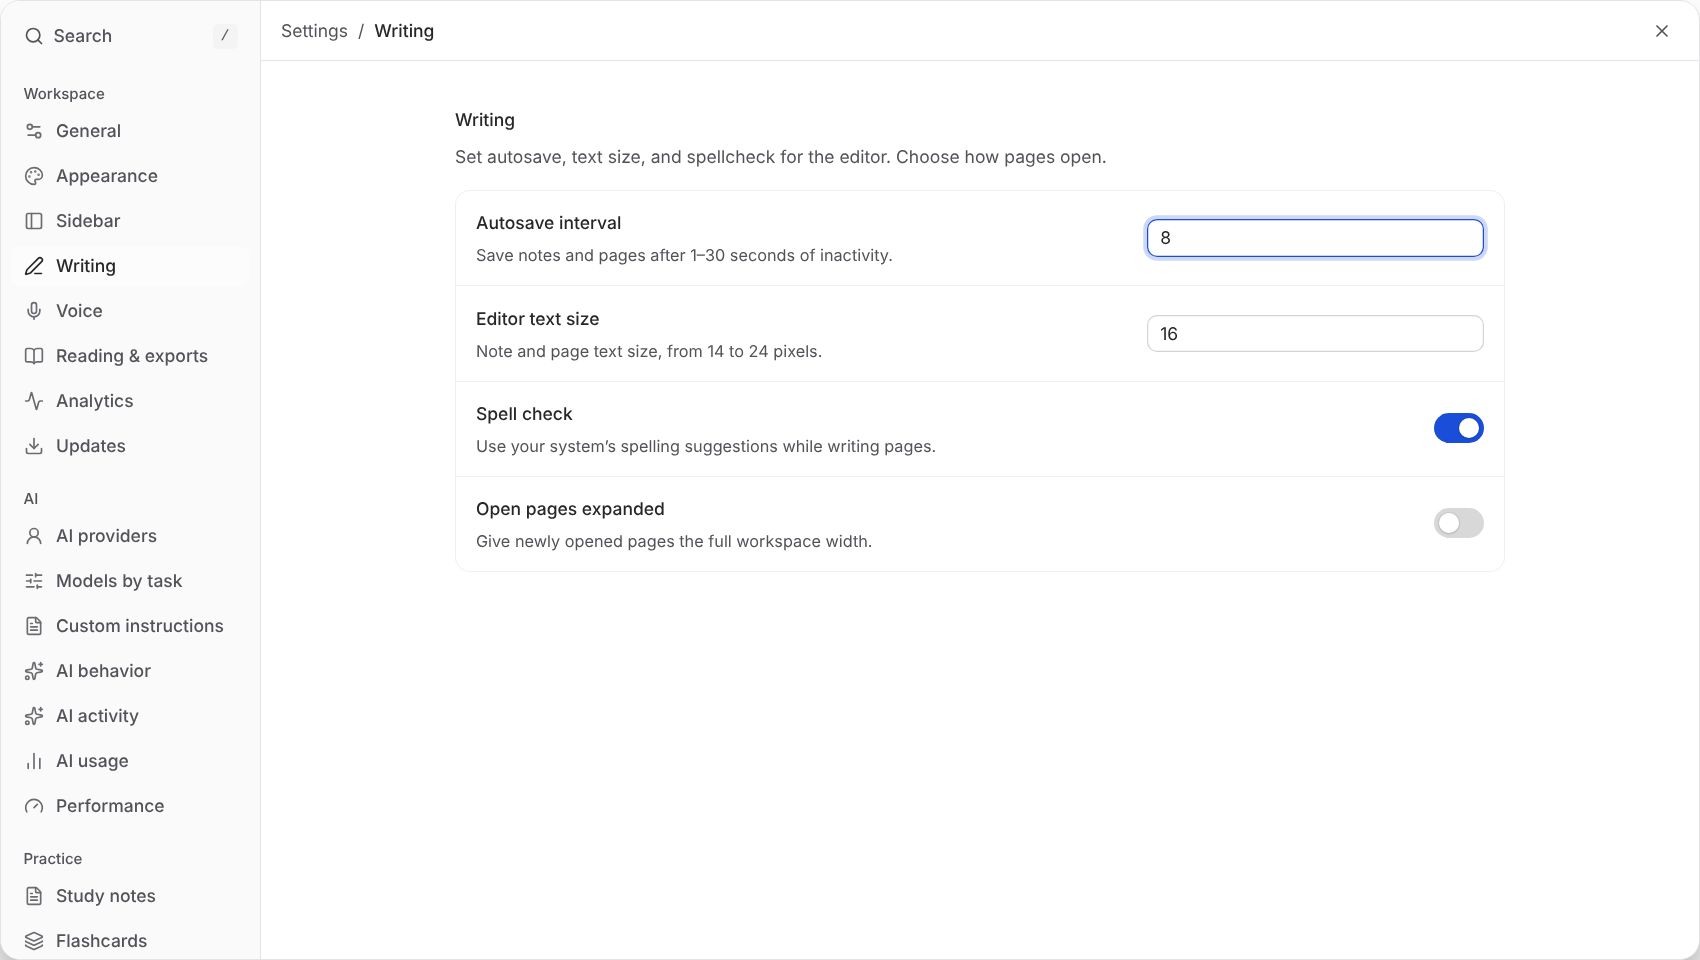 Search
/
Workspace
General
Appearance
Sidebar
Writing
Voice
Reading & exports
Analytics
Updates
AI
AI providers
Models by task
Custom instructions
AI behavior
AI activity
AI usage
Performance
Practice
Study notes
Flashcards
Settings / Writing
Writing
Set autosave, text size, and spellcheck for the editor. Choose how pages open.
Autosave interval
Save notes and pages after 1–30 seconds of inactivity.
8
Editor text size
Note and page text size, from 14 to 24 pixels.
16
Spell check
Use your system’s spelling suggestions while writing pages.
Open pages expanded
Give newly opened pages the full workspace width.